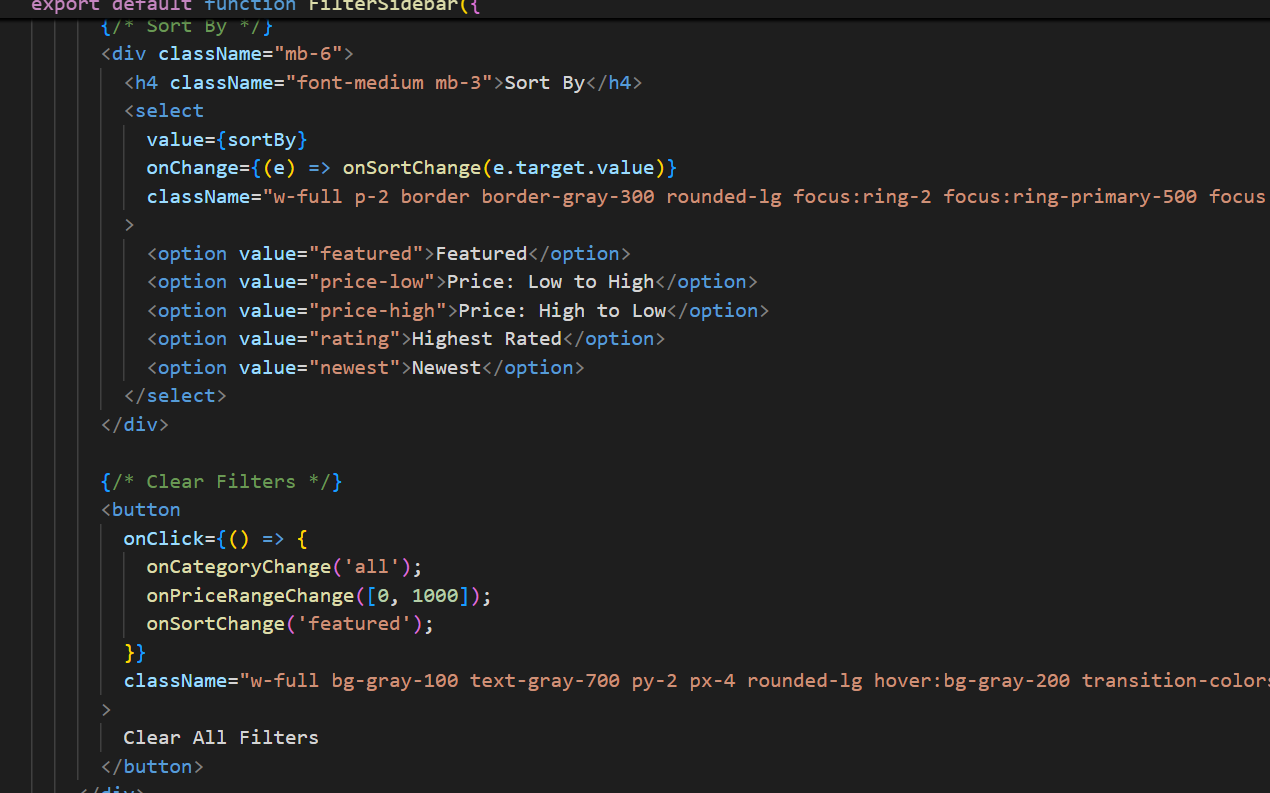 export default function FilterSidebar({
{/* Sort By */}
<div className="mb-6">
<h4 className="font-medium mb-3">Sort By</h4>
<select
value={sortBy}
onChange={(e) => onSortChange(e.target.value)}
className="w-full p-2 border border-gray-300 rounded-lg focus:ring-2 focus:ring-primary-500 focus
>
<option value="featured">Featured</option>
<option value="price-low">Price: Low to High</option>
<option value="price-high">Price: High to Low</option>
<option value="rating">Highest Rated</option>
<option value="newest">Newest</option>
</select>
</div>
{/* Clear Filters */}
<button
onClick={() => {
onCategoryChange('all');
onPriceRangeChange([0, 1000]);
onSortChange('featured');
}}
className="w-full bg-gray-100 text-gray-700 py-2 px-4 rounded-lg hover:bg-gray-200 transition-colors
>
Clear All Filters
</button>
</div>